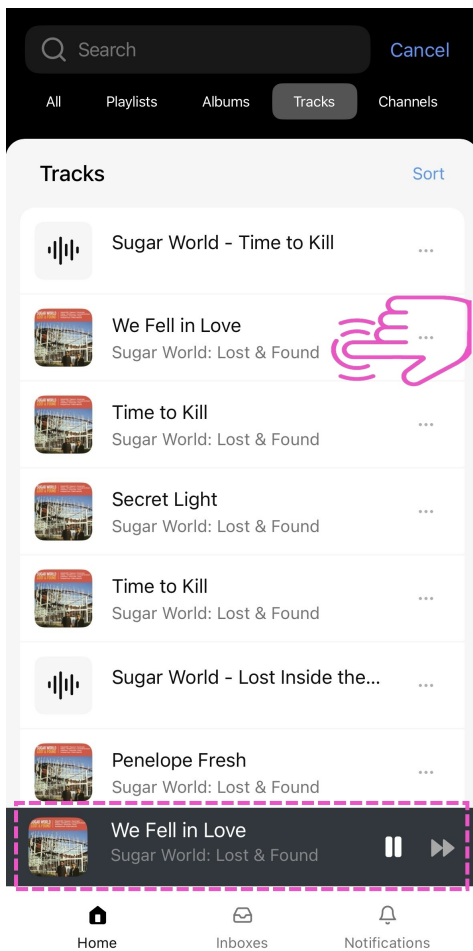 Search
Cancel
All Playlists Albums Tracks Channels
Tracks
Sort
Sugar World - Time to Kill
We Fell in Love
Sugar World: Lost & Found
Time to Kill
Sugar World: Lost & Found
Secret Light
Sugar World: Lost & Found
Time to Kill
Sugar World: Lost & Found
Sugar World - Lost Inside the...
Penelope Fresh
Sugar World: Lost & Found
We Fell in Love
Sugar World: Lost & Found
Home Inboxes Notifications